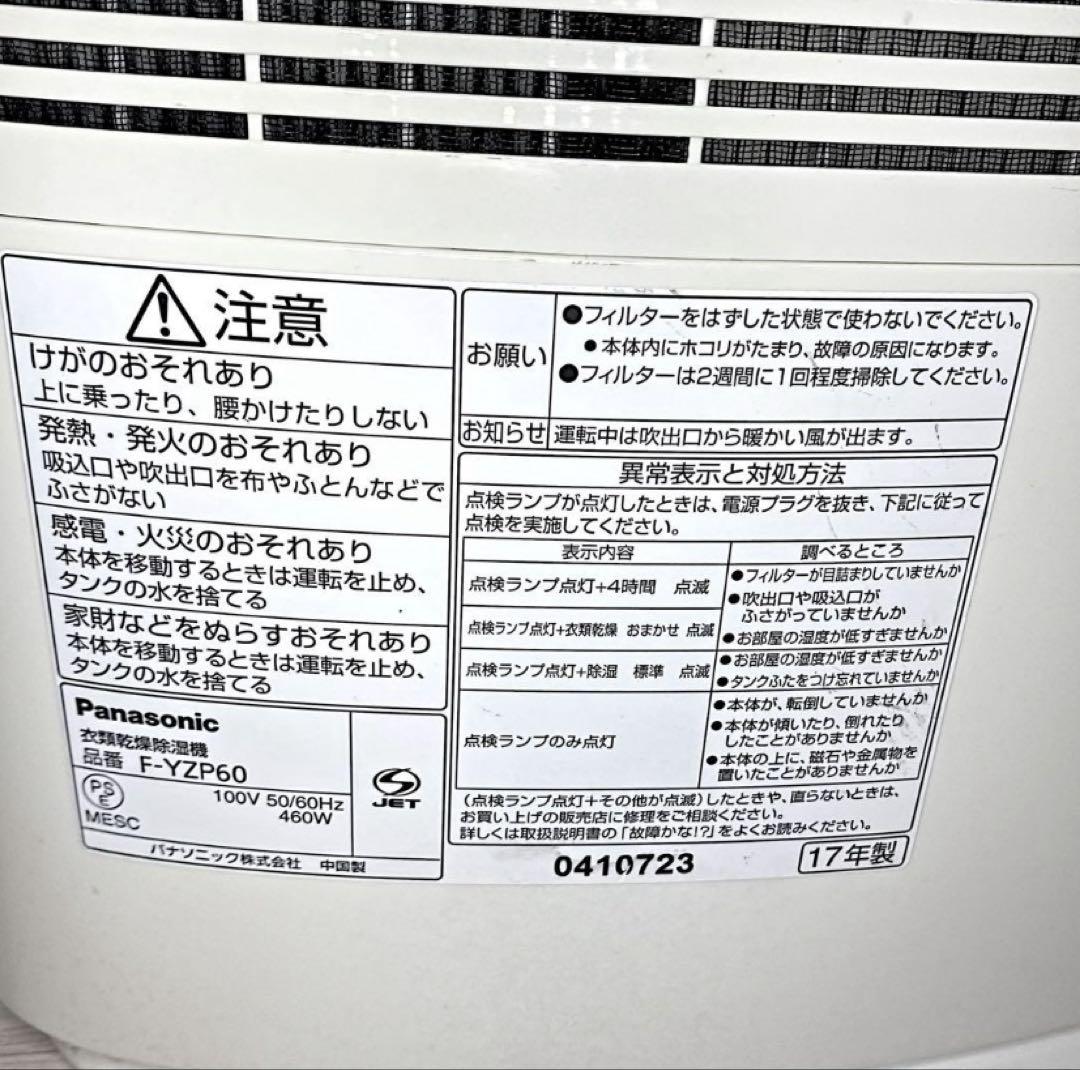 注意
けがのおそれあり
上に乗ったり、腰かけたりしない
発熱・発火のおそれあり
吸込口や吹出口を布やふとんなどで
ふさがない
感電・火災のおそれあり
本体を移動するときは運転を止め、
タンクの水を捨てる
家財などをぬらすおそれあり
本体を移動するときは運転を止め、
タンクの水を捨てる
Panasonic
衣類乾燥除湿機
品番 F-YZP60
PS
E
MESC
100V 50/60Hz
460W
JET
パナソニック株式会社 中国製
お願い
●フィルターをはずした状態で使わないでください。
●本体内にホコリがたまり、故障の原因になります。
●フィルターは2週間に1回程度掃除してください。
お知らせ 運転中は吹出口から暖かい風が出ます。
異常表示と対処方法
点検ランプが点灯したときは、電源プラグを抜き、下記に従って
点検を実施してください。
表示内容 調べるところ
点検ランプ点灯+4時間 点滅
点検ランプ点灯+衣類乾燥 おまかせ 点滅
●フィルターが目詰まりしていませんか
●吹出口や吸込口が
ふさがっていませんか
●お部屋の湿度が低すぎませんか
点検ランプ点灯+除湿 標準 点滅
●お部屋の湿度が低すぎませんか
●タンクふたをつけ忘れていませんか
点検ランプのみ点灯
●本体が、転倒していませんか
●本体が傾いたり、倒れたり
したことがありませんか
●本体の上に、磁石や金属物を
置いたことがありませんか
(点検ランプ点灯+その他が点滅)したときや、直らないときは、
お買い上げの販売店に修理をご相談ください。
詳しくは取扱説明書の「故障かな!?」をよくお読みください。
0410723
17年製